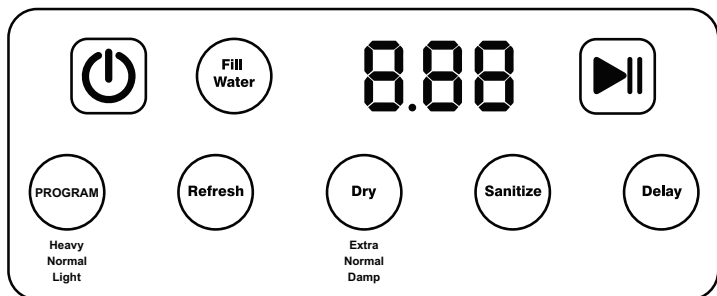 Fill
Water
8.88
PROGRAM
Refresh
Dry
Sanitize
Delay
Heavy
Normal
Light
Extra
Normal
Damp